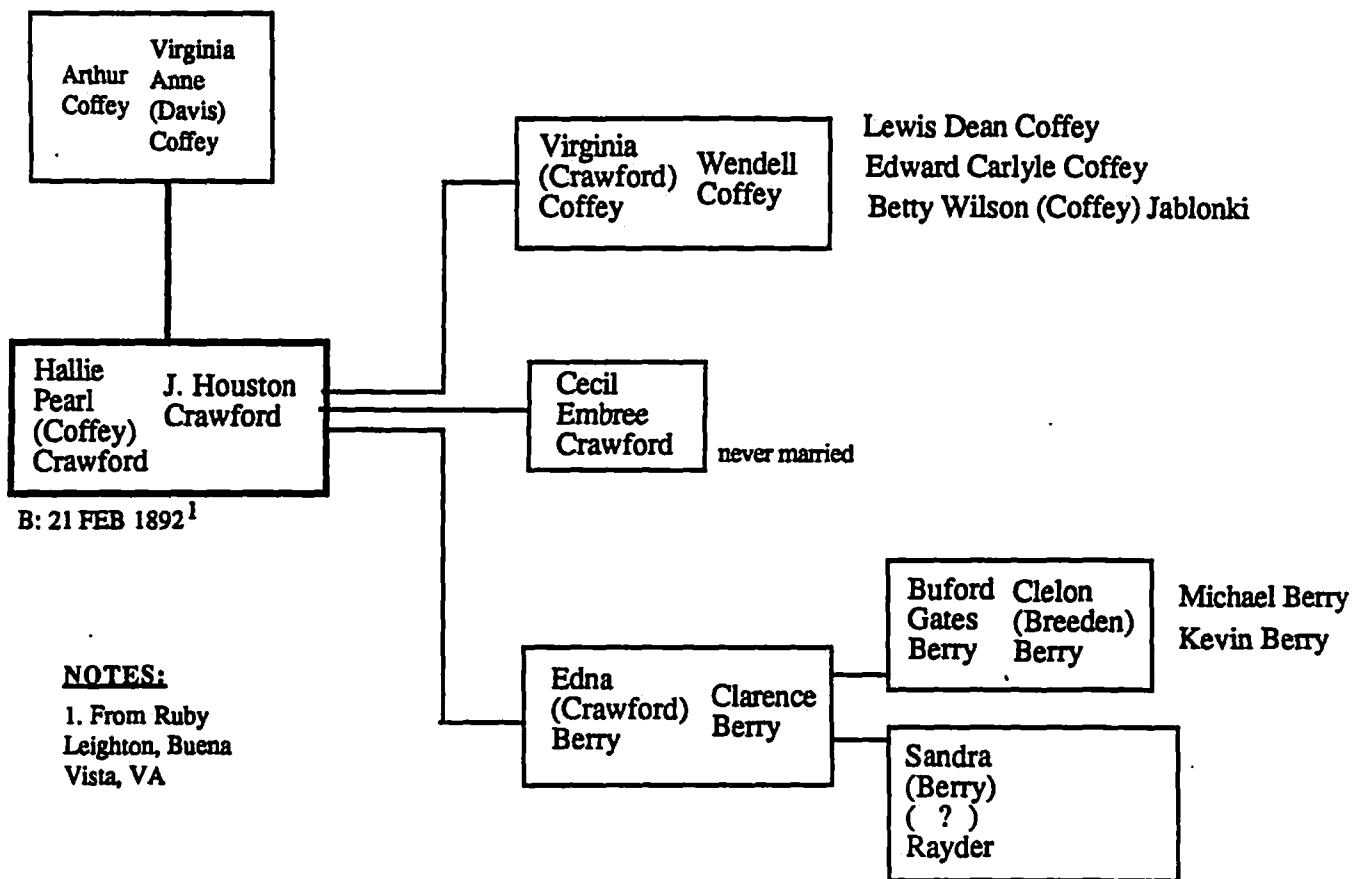 Arthur
Coffey
Virginia
Anne
(Davis)
Coffey
Virginia
(Crawford)
Coffey
Wendell
Coffey
Lewis Dean Coffey
Edward Carlyle Coffey
Betty Wilson (Coffey) Jablonki
Hallie
Pearl
(Coffey)
Crawford
J. Houston
Crawford
B: 21 FEB 1892 1
Cecil
Embree
Crawford
never married
Edna
(Crawford)
Berry
Clarence
Berry
Buford
Gates
Berry
Clelon
(Breeden)
Berry
Michael Berry
Kevin Berry
Sandra
(Berry)
( ? )
Rayder
NOTES:
1. From Ruby
Leighton, Buena
Vista, VA